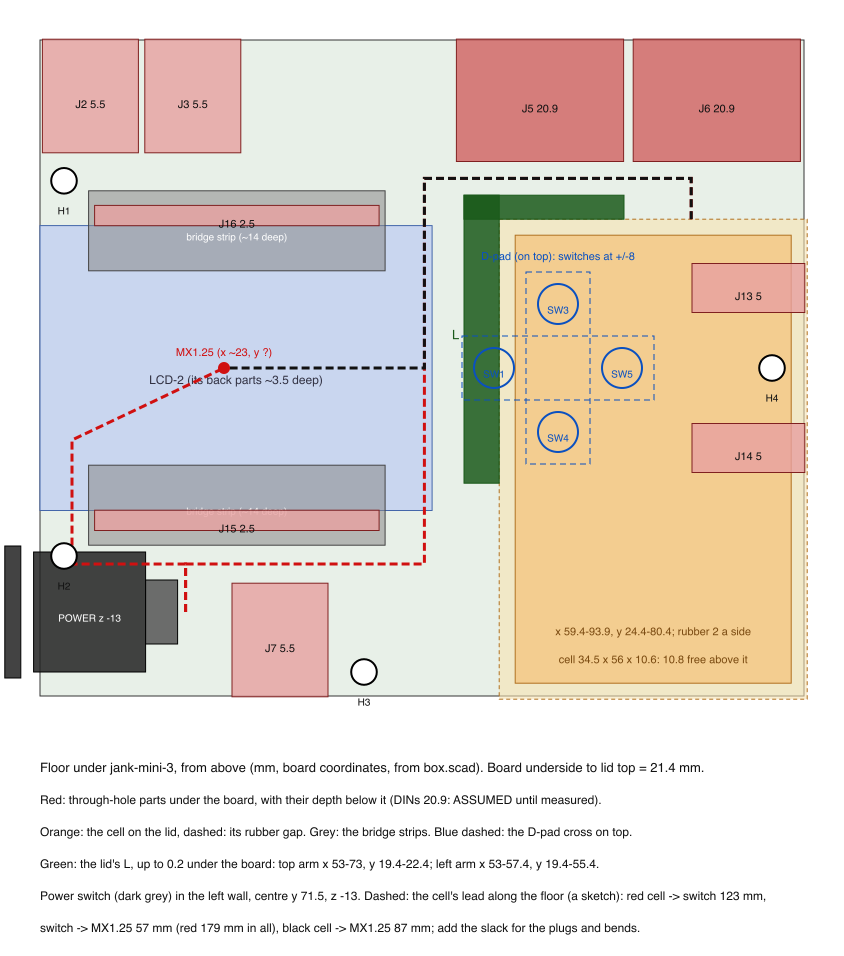 J2 5.5
J3 5.5
J5 20.9
J6 20.9
H1
J16 2.5
bridge strip (~14 deep)
D-pad (on top): switches at +/-8
J13 5
SW3
L
MX1.25 (x ~23, y ?)
LCD-2 (its back parts ~3.5 deep)
SW1
SW5
H4
SW4
J14 5
bridge strip (~14 deep)
J15 2.5
H2
POWER z -13
x 59.4-93.9, y 24.4-80.4; rubber 2 a side
J7 5.5
cell 34.5 x 56 x 10.6: 10.8 free above it
H3
Floor under jank-mini-3, from above (mm, board coordinates, from box.scad). Board underside to lid top = 21.4 mm.
Red: through-hole parts under the board, with their depth below it (DINs 20.9: ASSUMED until measured).
Orange: the cell on the lid, dashed: its rubber gap. Grey: the bridge strips. Blue dashed: the D-pad cross on top.
Green: the lid's L, up to 0.2 under the board: top arm x 53-73, y 19.4-22.4; left arm x 53-57.4, y 19.4-55.4.
Power switch (dark grey) in the left wall, centre y 71.5, z -13. Dashed: the cell's lead along the floor (a sketch): red cell -> switch 123 mm,
switch -> MX1.25 57 mm (red 179 mm in all), black cell -> MX1.25 87 mm; add the slack for the plugs and bends.